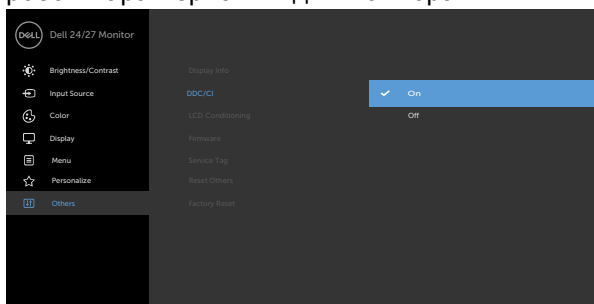 DELL Dell 24/27 Monitor
Brightness/Contrast
Display Info
Input Source
DDC/CI
On
Color
LCD Conditioning
Off
Display
Firmware
Menu
Service Tag
Personalize
Reset Others
Others
Factory Reset